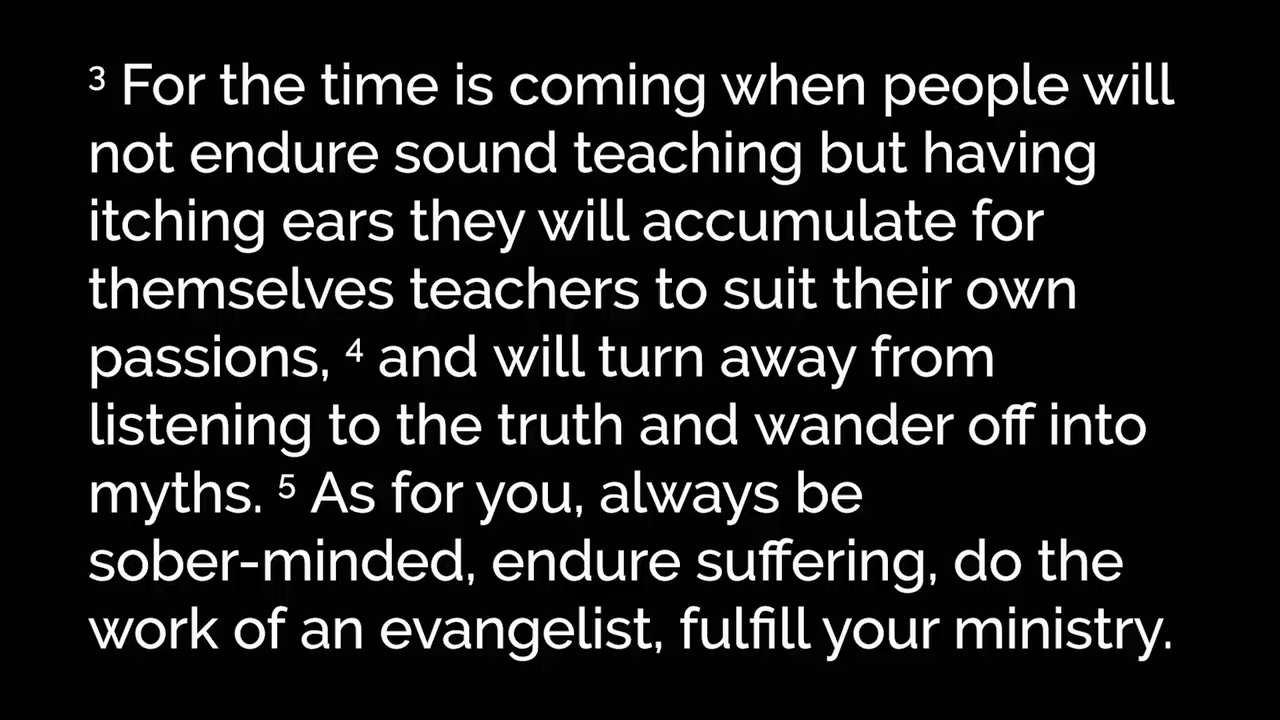 ³ For the time is coming when people will
not endure sound teaching but having
itching ears they will accumulate for
themselves teachers to suit their own
passions, ⁴ and will turn away from
listening to the truth and wander off into
myths. ⁵ As for you, always be
sober-minded, endure suffering, do the
work of an evangelist, fulfill your ministry.